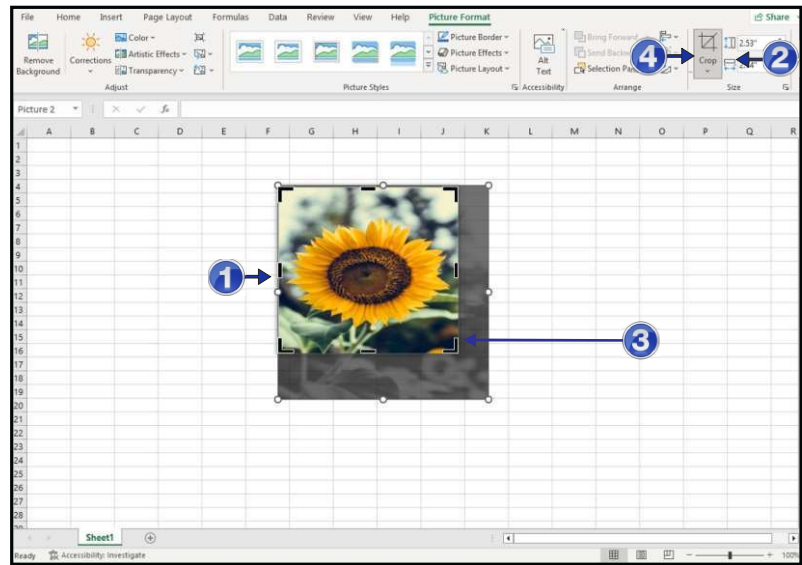 File Home Insert Page Layout Formulas Data Review View Help Picture Format Share
Remove Background
Corrections
Color
Artistic Effects
Transparency
Adjust
Picture Styles
Picture Border
Picture Effects
Picture Layout
Alt Text
Accessibility
Bring Forward
Send
Selection
Arrange
4
Crop
2.53"
2
Size
Picture 2 fx
A B C D E F G H I J K L M N O P Q R
1
2
3
4
5
6
7
8
9
10
11
12
13
14
15
16
17
18
19
20
21
22
23
24
25
26
27
28
1
3
Sheet1
Ready Accessibility: Investigate 100%